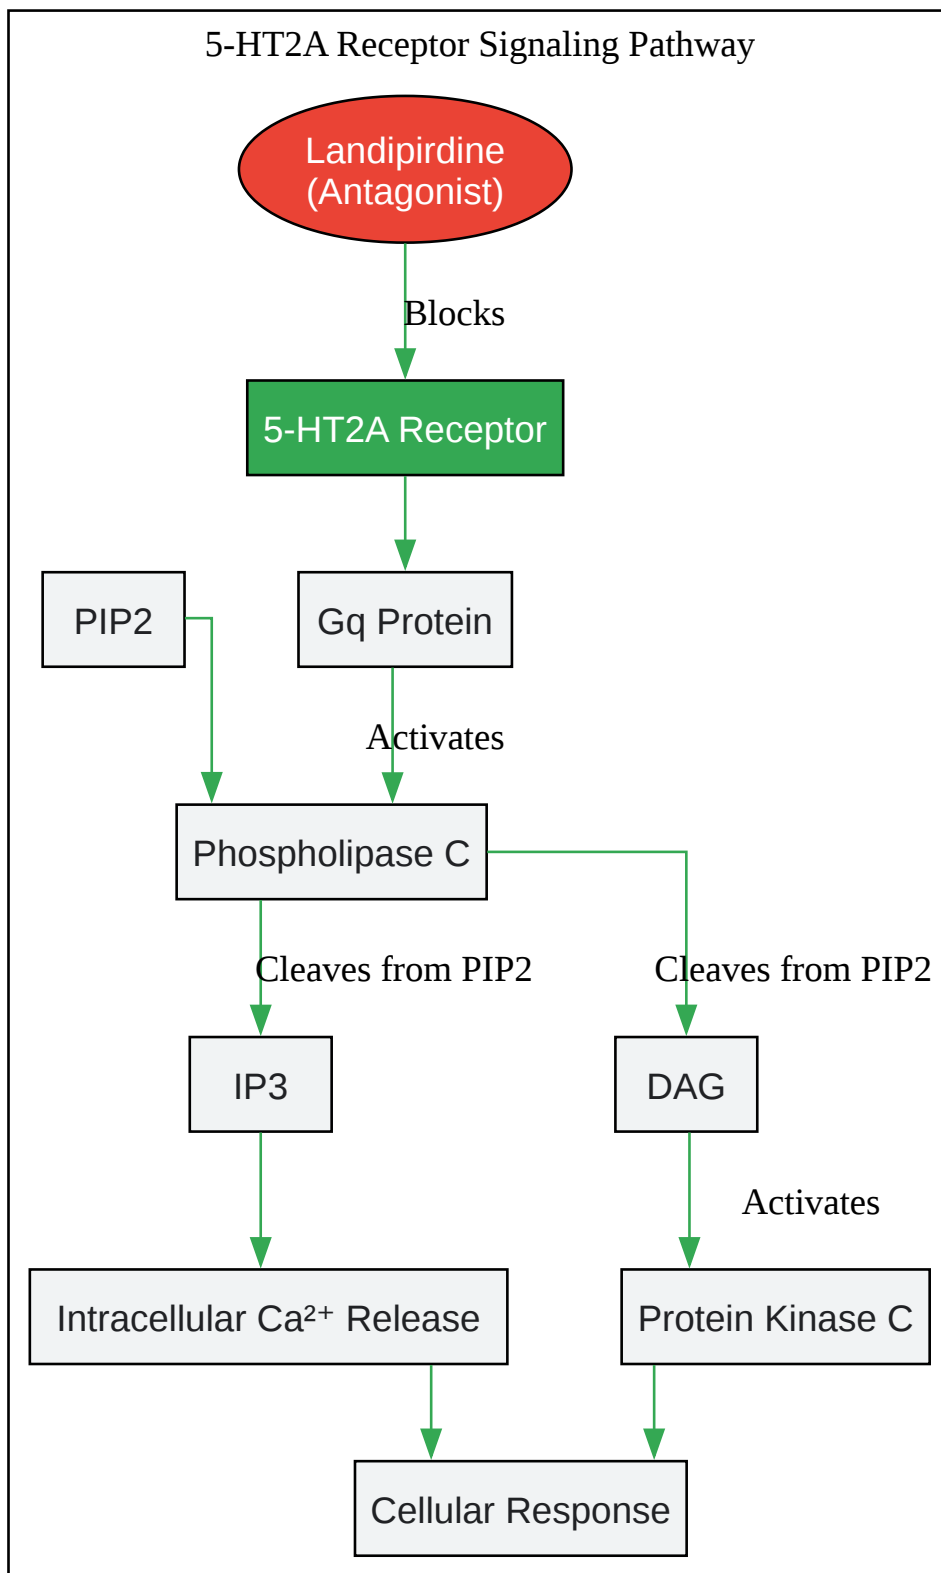 5-HT2A Receptor Signaling Pathway
Landipirdine
(Antagonist)
Blocks
5-HT2A Receptor
PIP2
Gq Protein
Activates
Phospholipase C
Cleaves from PIP2
Cleaves from PIP2
IP3
DAG
Activates
Intracellular Ca²⁺ Release
Protein Kinase C
Cellular Response